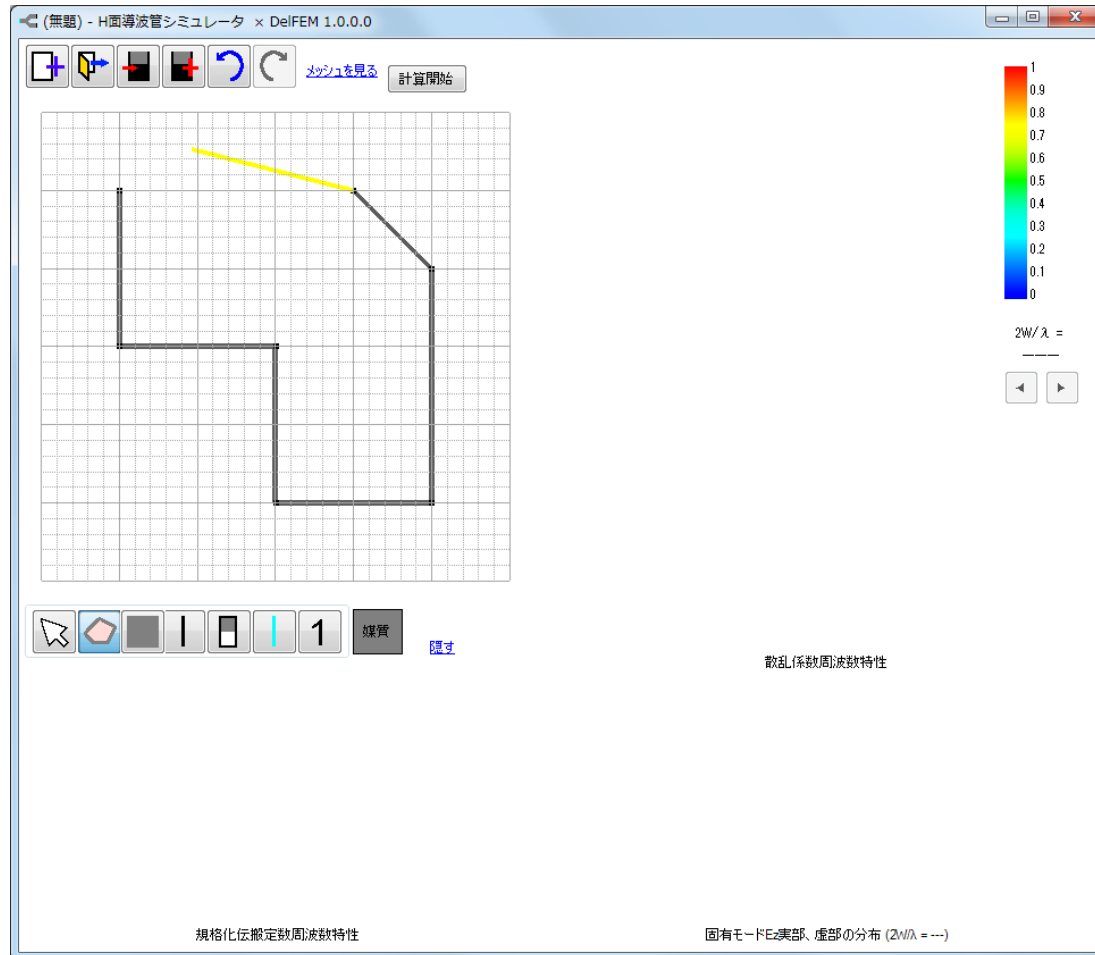 (無題) - H面導波管シミュレータ × DelFEM 1.0.0.0
メッシュを見る
計算開始
1
0.9
0.8
0.7
0.6
0.5
0.4
0.3
0.2
0.1
0
2W/λ =
---
1
媒質
隠す
散乱係数周波数特性
規格化伝搬定数周波数特性
固有モードEz実部、虚部の分布 (2W/λ = ---)